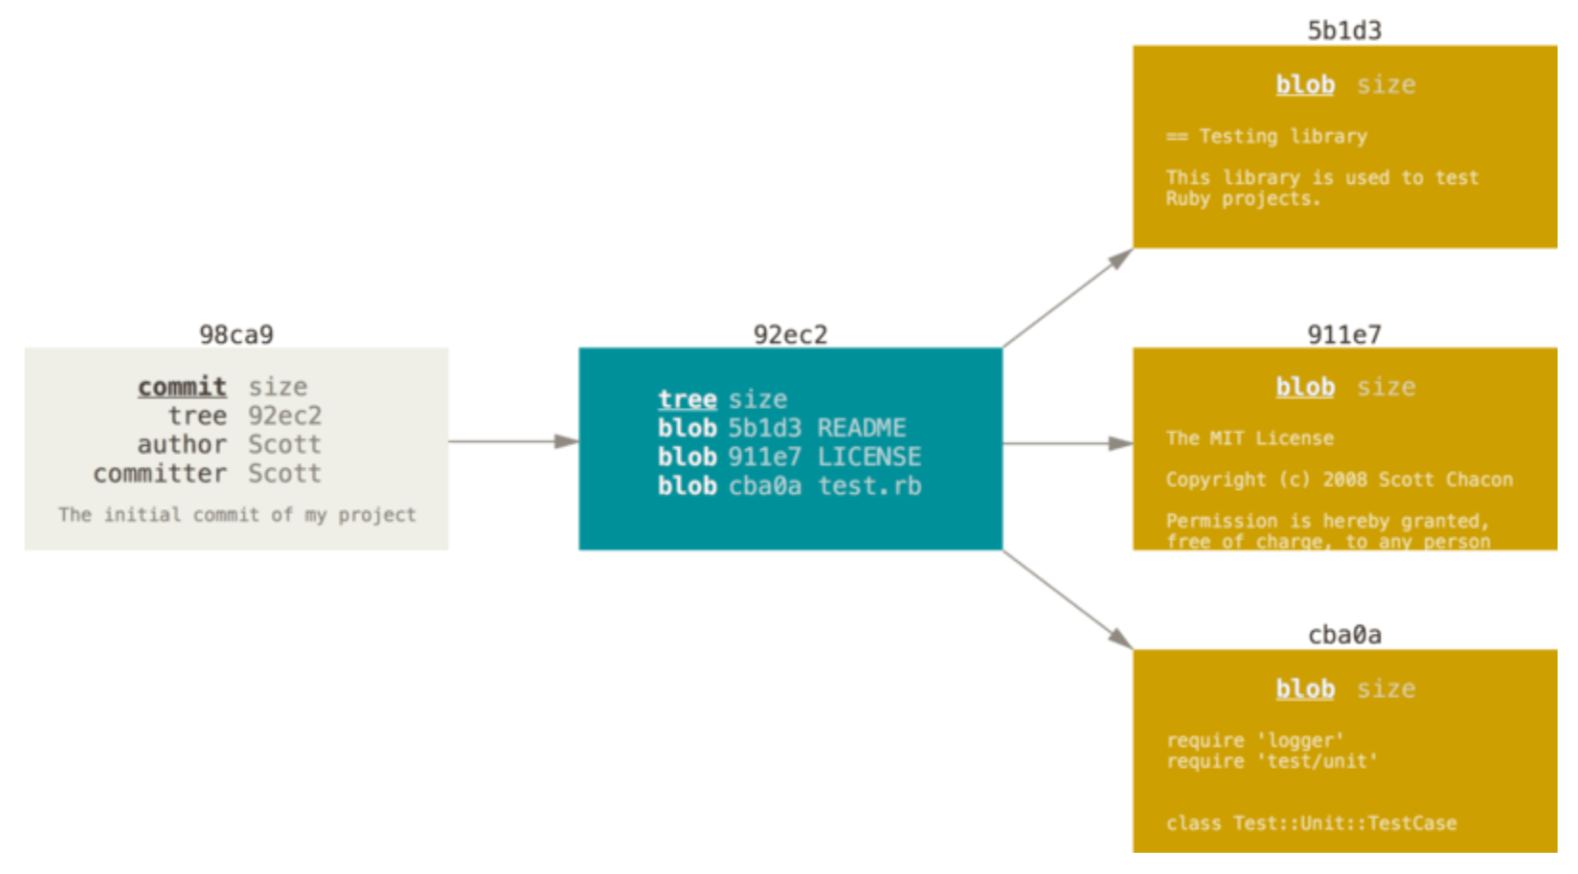 98ca9
commit size
tree 92ec2
author Scott
committer Scott
The initial commit of my project
92ec2
tree size
blob 5b1d3 README
blob 911e7 LICENSE
blob cba0a test.rb
5b1d3
blob size
== Testing library
This library is used to test
Ruby projects.
911e7
blob size
The MIT License
Copyright (c) 2008 Scott Chacon
Permission is hereby granted,
free of charge, to any person
cba0a
blob size
require 'logger'
require 'test/unit'
class Test::Unit::TestCase